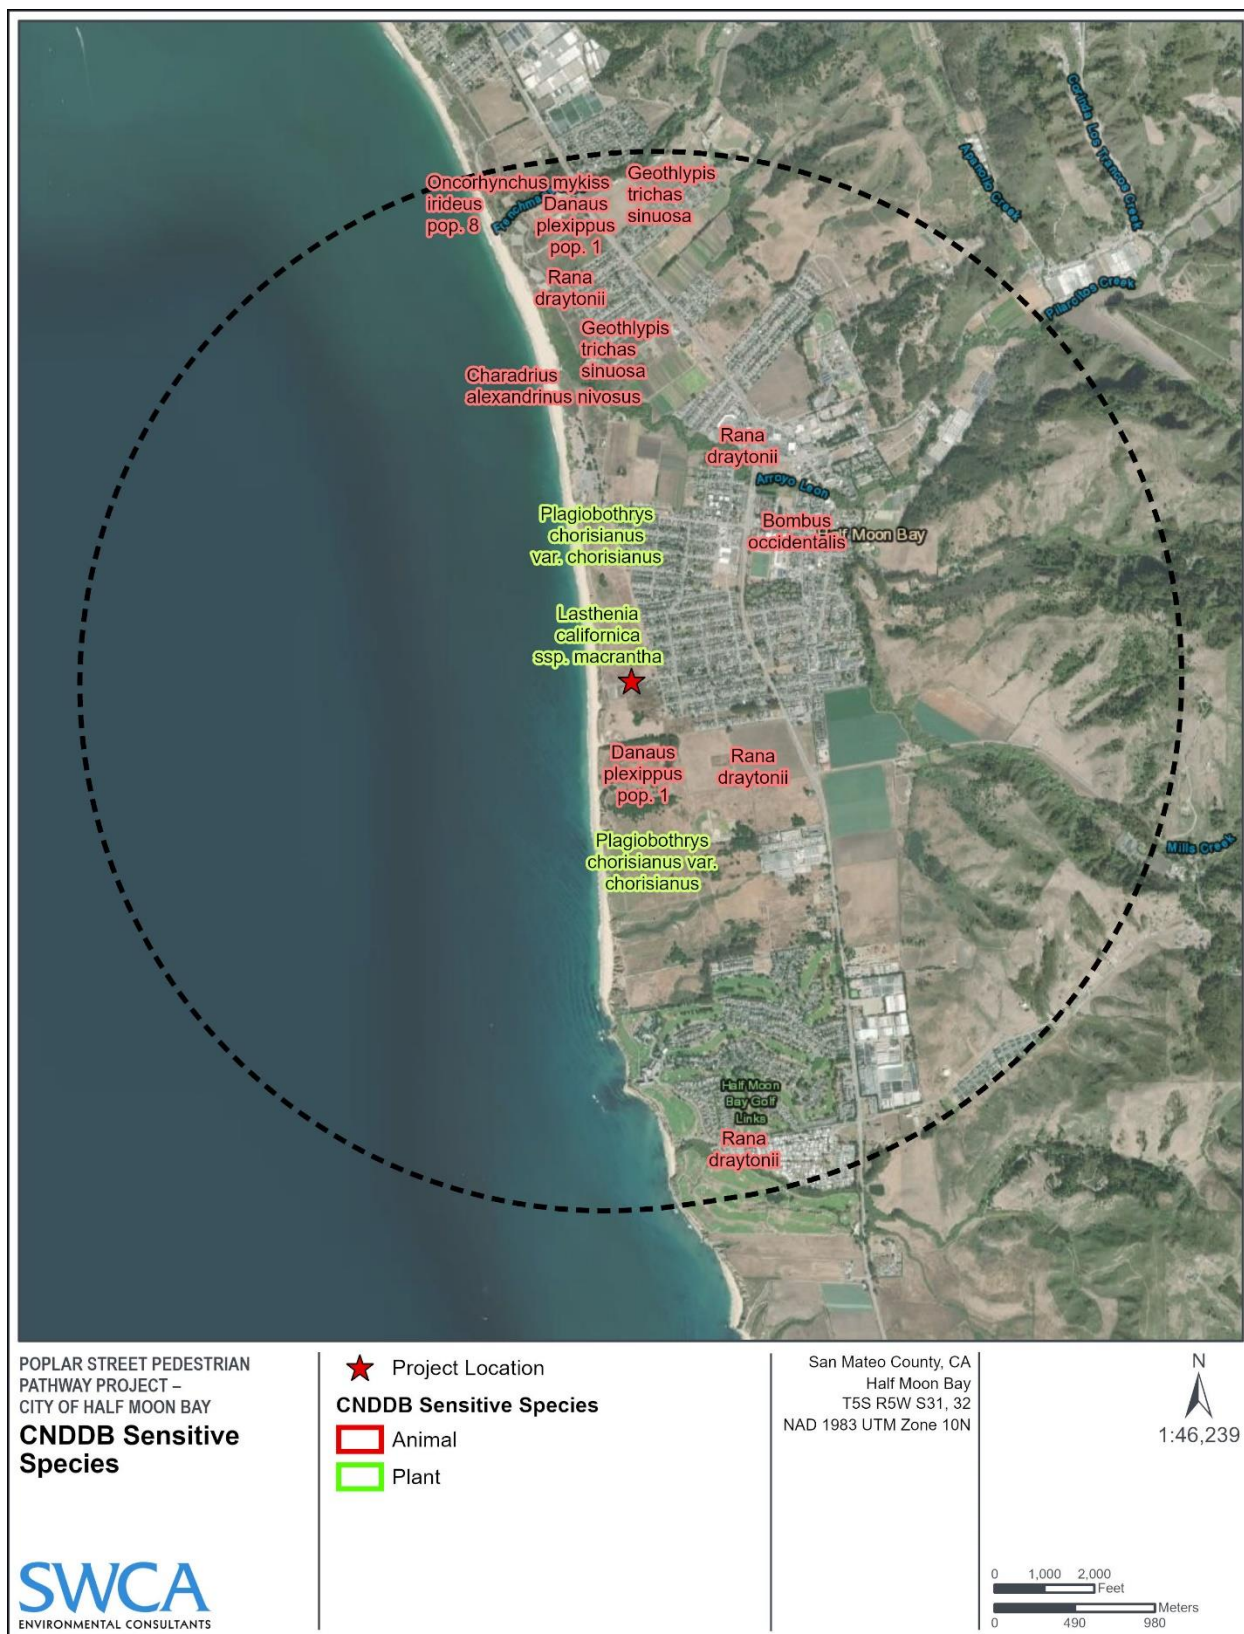 Corinda Los Trancos Creek
Apanolio Creek
Pilarcitos Creek
Oncorhynchus mykiss
irideus
pop. 8
Danaus
plexippus
pop. 1
Geothlypis
trichas
sinuosa
Rana
draytonii
Geothlypis
trichas
sinuosa
Charadrius
alexandrinus nivosus
Rana
draytonii
Arroyo Leon
Bombus
occidentalis
Half Moon Bay
Plagiobothrys
chorisianus
var. chorisianus
Lasthenia
californica
ssp. macrantha
Danaus
plexippus
pop. 1
Rana
draytonii
Plagiobothrys
chorisianus var.
chorisianus
Mills Creek
Half Moon
Bay Golf
Links
Rana
draytonii
POPLAR STREET PEDESTRIAN
PATHWAY PROJECT –
CITY OF HALF MOON BAY
CNDDB Sensitive
Species
SWCA
ENVIRONMENTAL CONSULTANTS
Project Location
CNDDB Sensitive Species
Animal
Plant
San Mateo County, CA
Half Moon Bay
T5S R5W S31, 32
NAD 1983 UTM Zone 10N
N
1:46,239
0 1,000 2,000
Feet
Meters
0 490 980